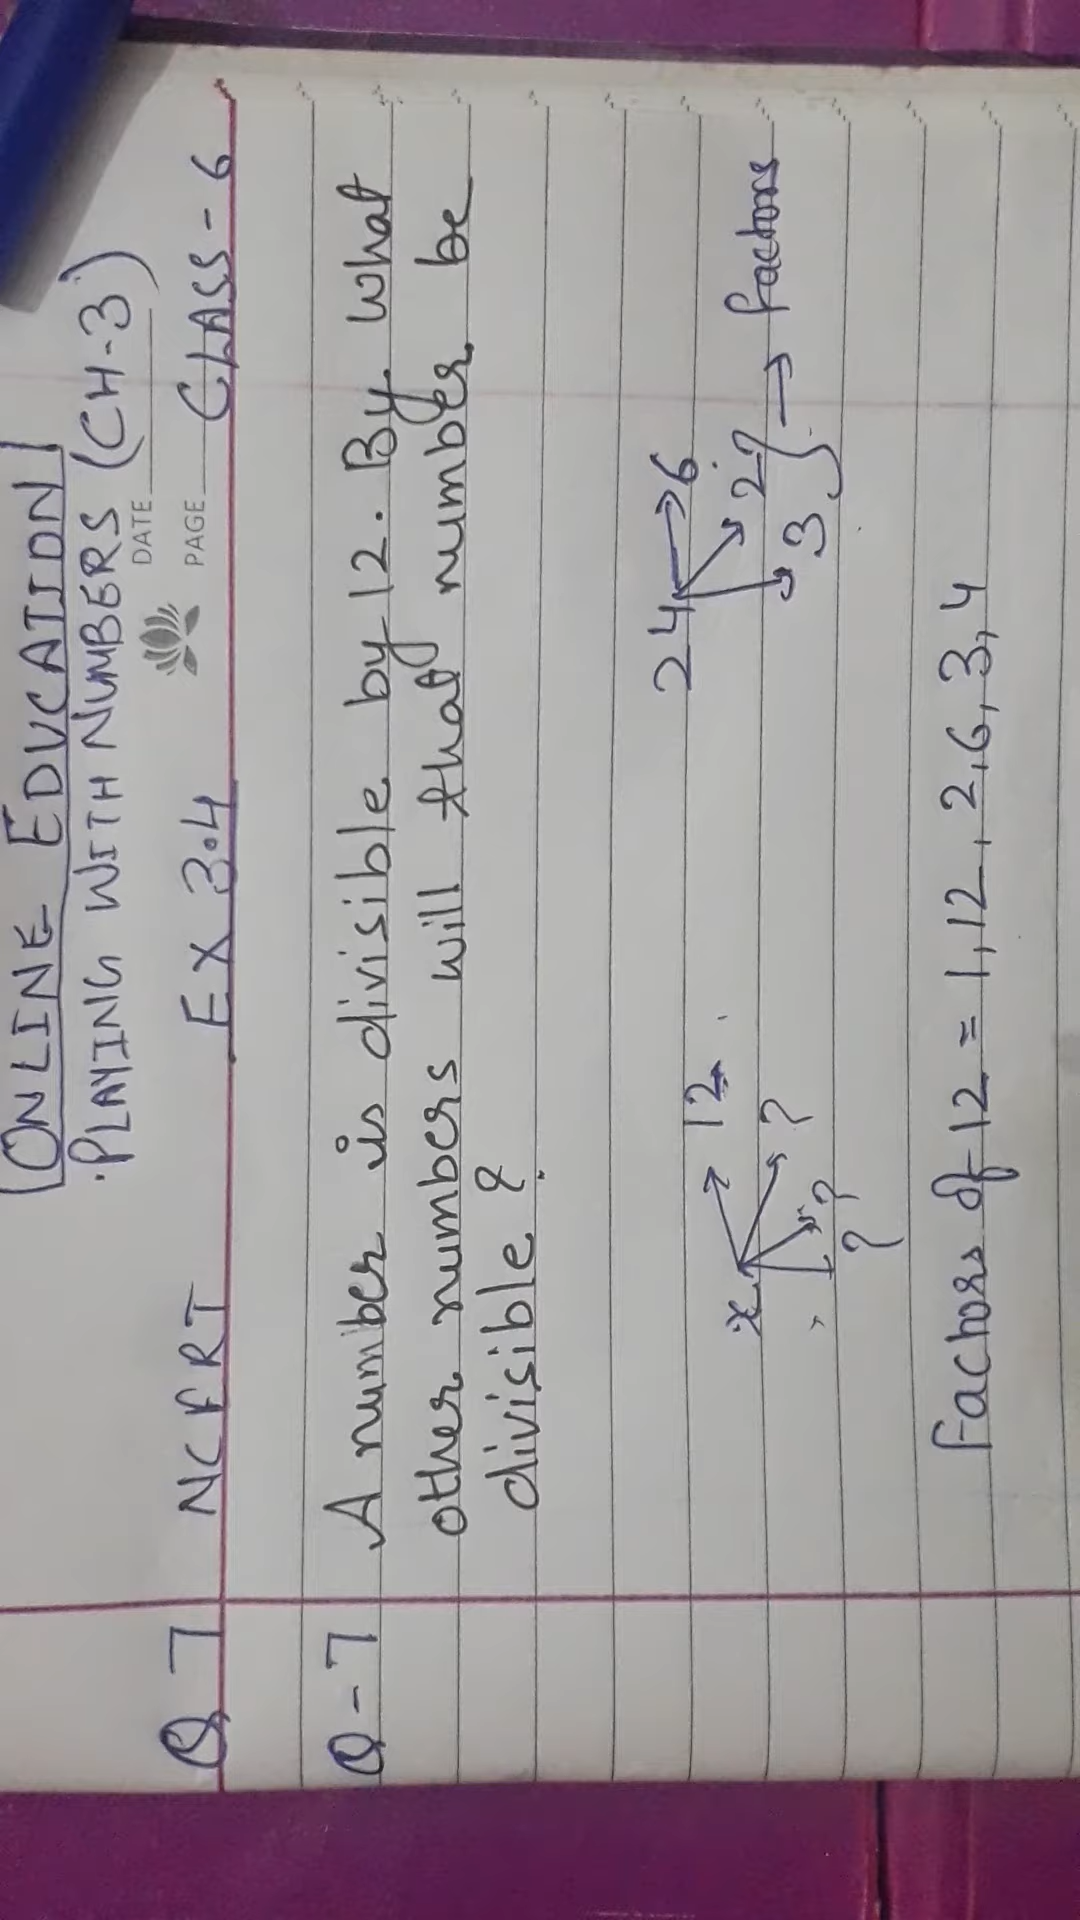 ONLINE EDUCATION
PLAYING WITH NUMBERS (CH-3)
DATE
PAGE
Q 7 NCERT EX 3.4 CLASS - 6
Q-7 A number is divisible by 12. By what
other numbers will that number be
divisible ?
24 → 6
x → 12
2
?
3
} → factors
?
?
Factors of 12 = 1, 12, 2, 6, 3, 4